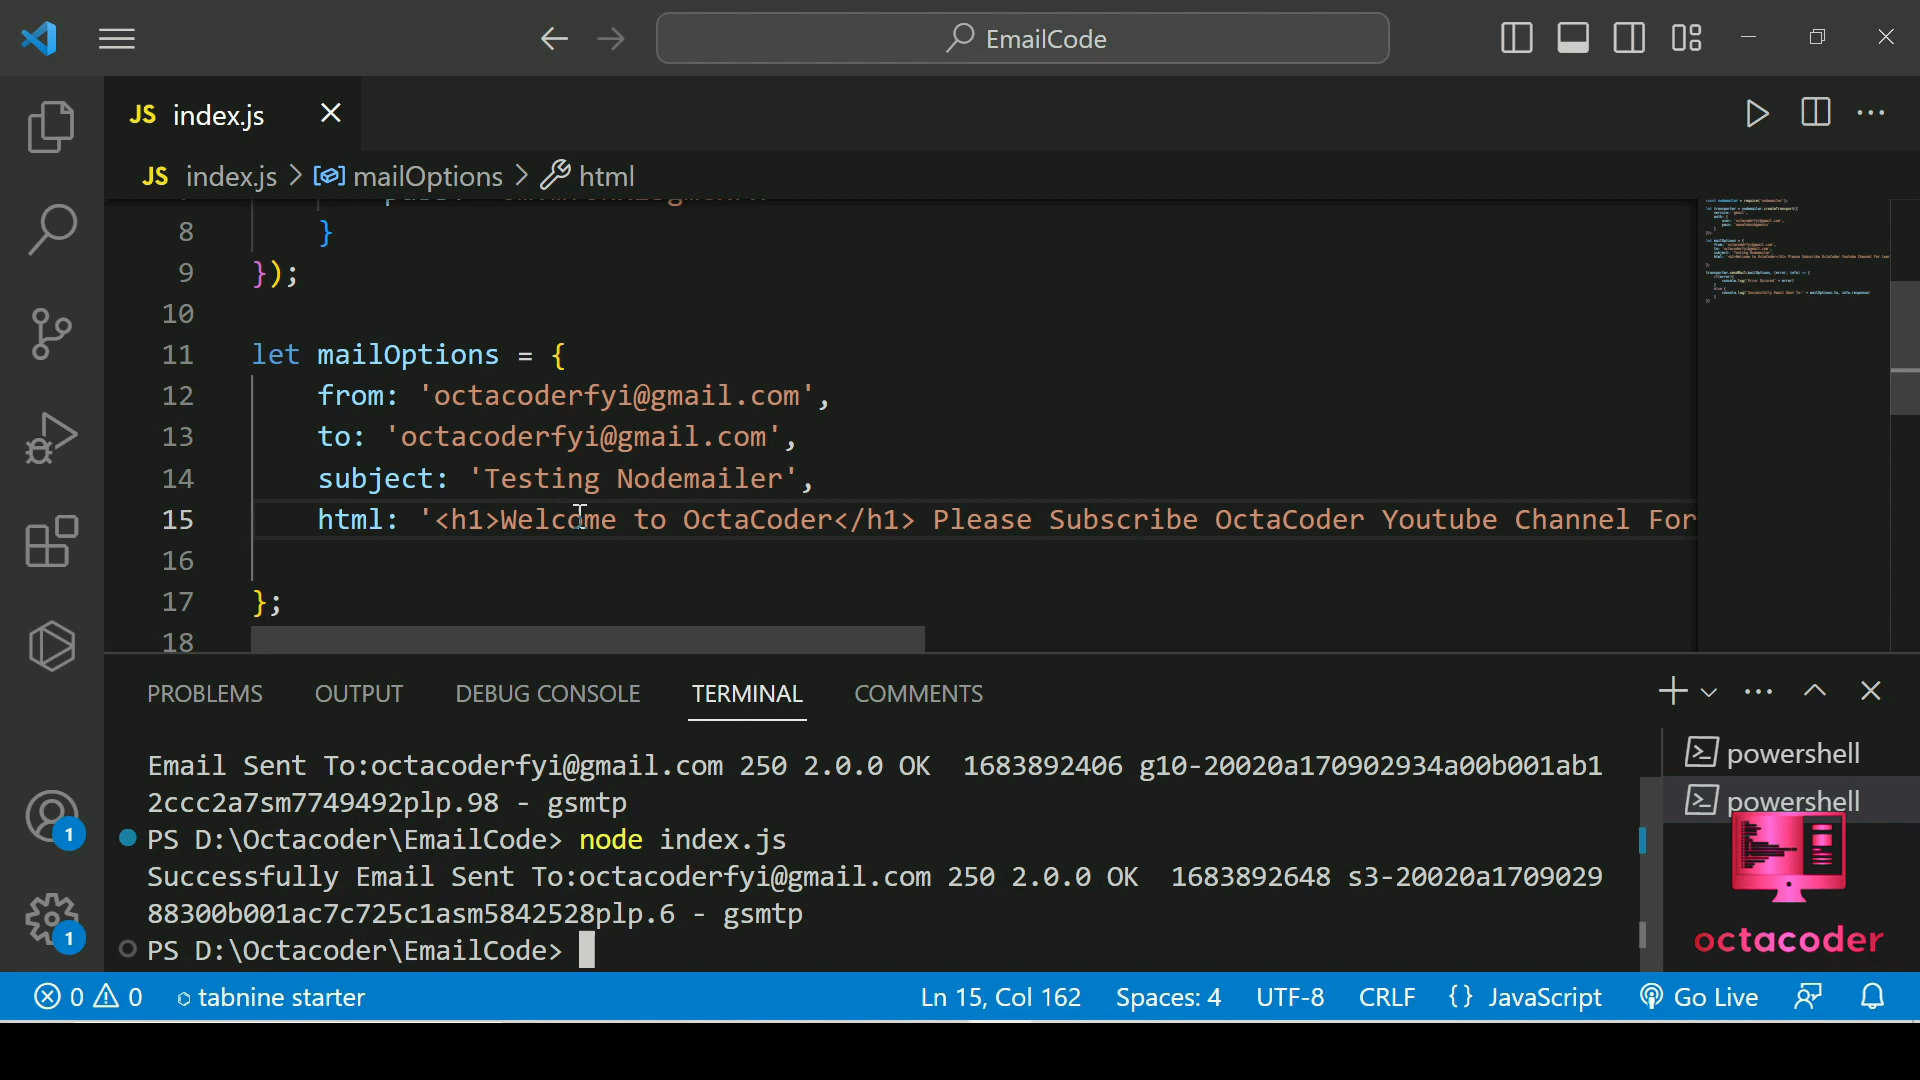 EmailCode
JS index.js
JS index.js > mailOptions > html
8 }
9 });
10
11 let mailOptions = {
12 from: 'octacoderfyi@gmail.com',
13 to: 'octacoderfyi@gmail.com',
14 subject: 'Testing Nodemailer',
15 html: '<h1>Welcome to OctaCoder</h1> Please Subscribe OctaCoder Youtube Channel For
16
17 };
18
PROBLEMS OUTPUT DEBUG CONSOLE TERMINAL COMMENTS
Email Sent To:octacoderfyi@gmail.com 250 2.0.0 OK  1683892406 g10-20020a170902934a00b001ab1
2ccc2a7sm7749492plp.98 - gsmtp
PS D:\Octacoder\EmailCode> node index.js
Successfully Email Sent To:octacoderfyi@gmail.com 250 2.0.0 OK  1683892648 s3-20020a1709029
88300b001ac7c725c1asm5842528plp.6 - gsmtp
PS D:\Octacoder\EmailCode>
powershell
powershell
octacoder
1
1
0 0 tabnine starter Ln 15, Col 162 Spaces: 4 UTF-8 CRLF {} JavaScript Go Live